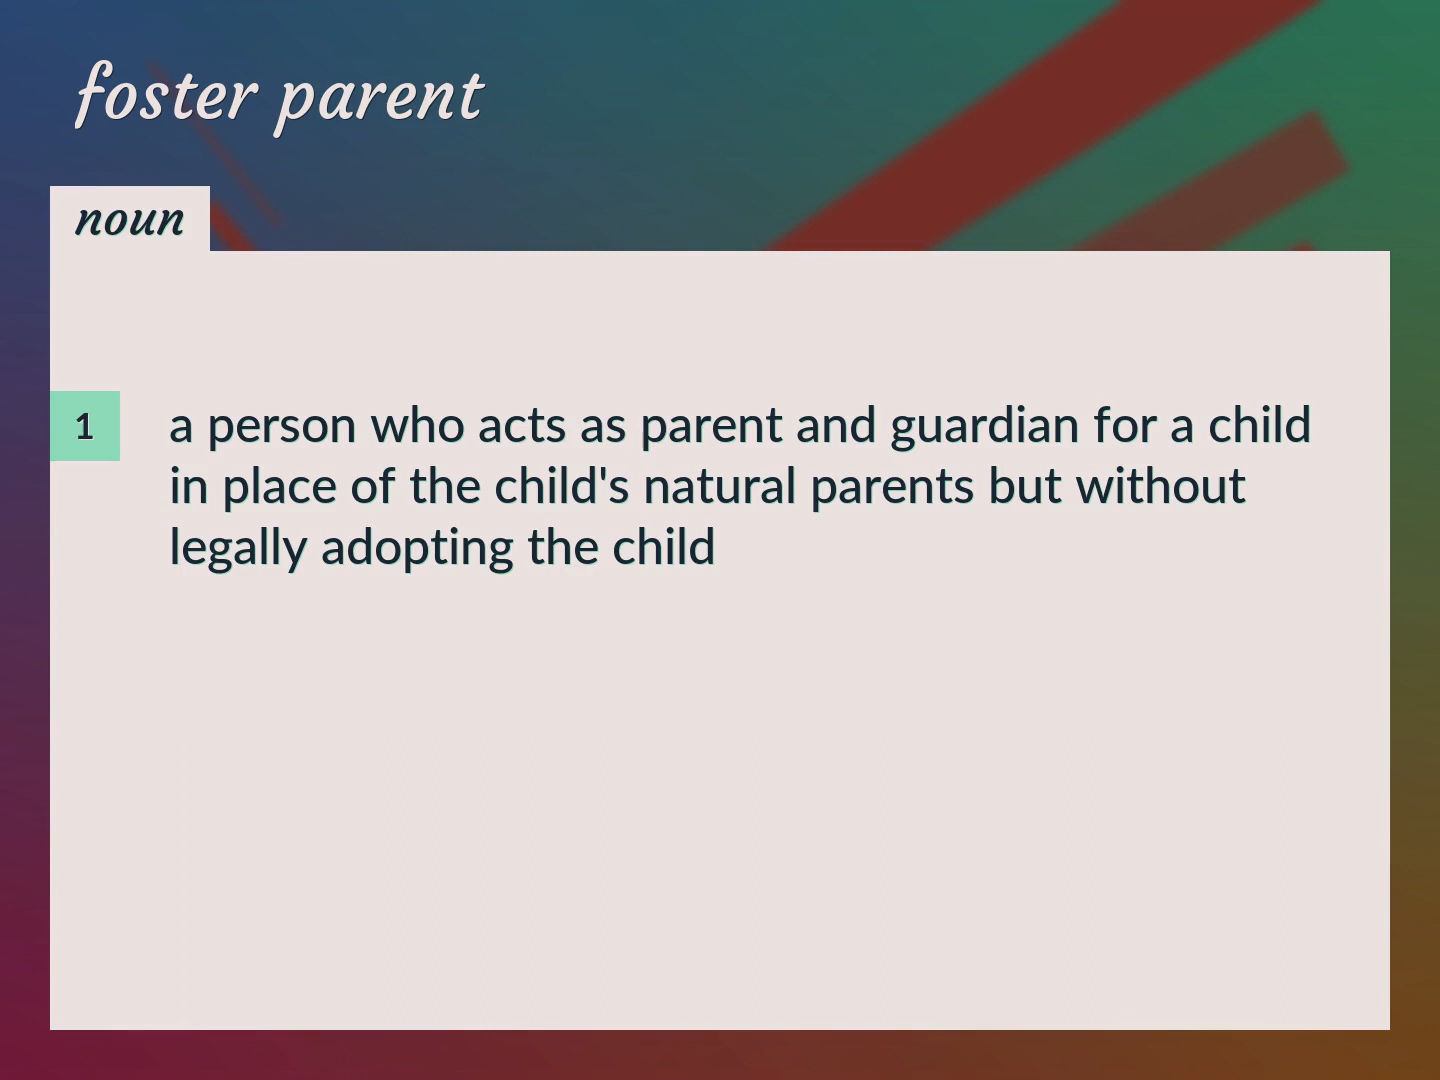 foster parent
noun
1
a person who acts as parent and guardian for a child
in place of the child's natural parents but without
legally adopting the child